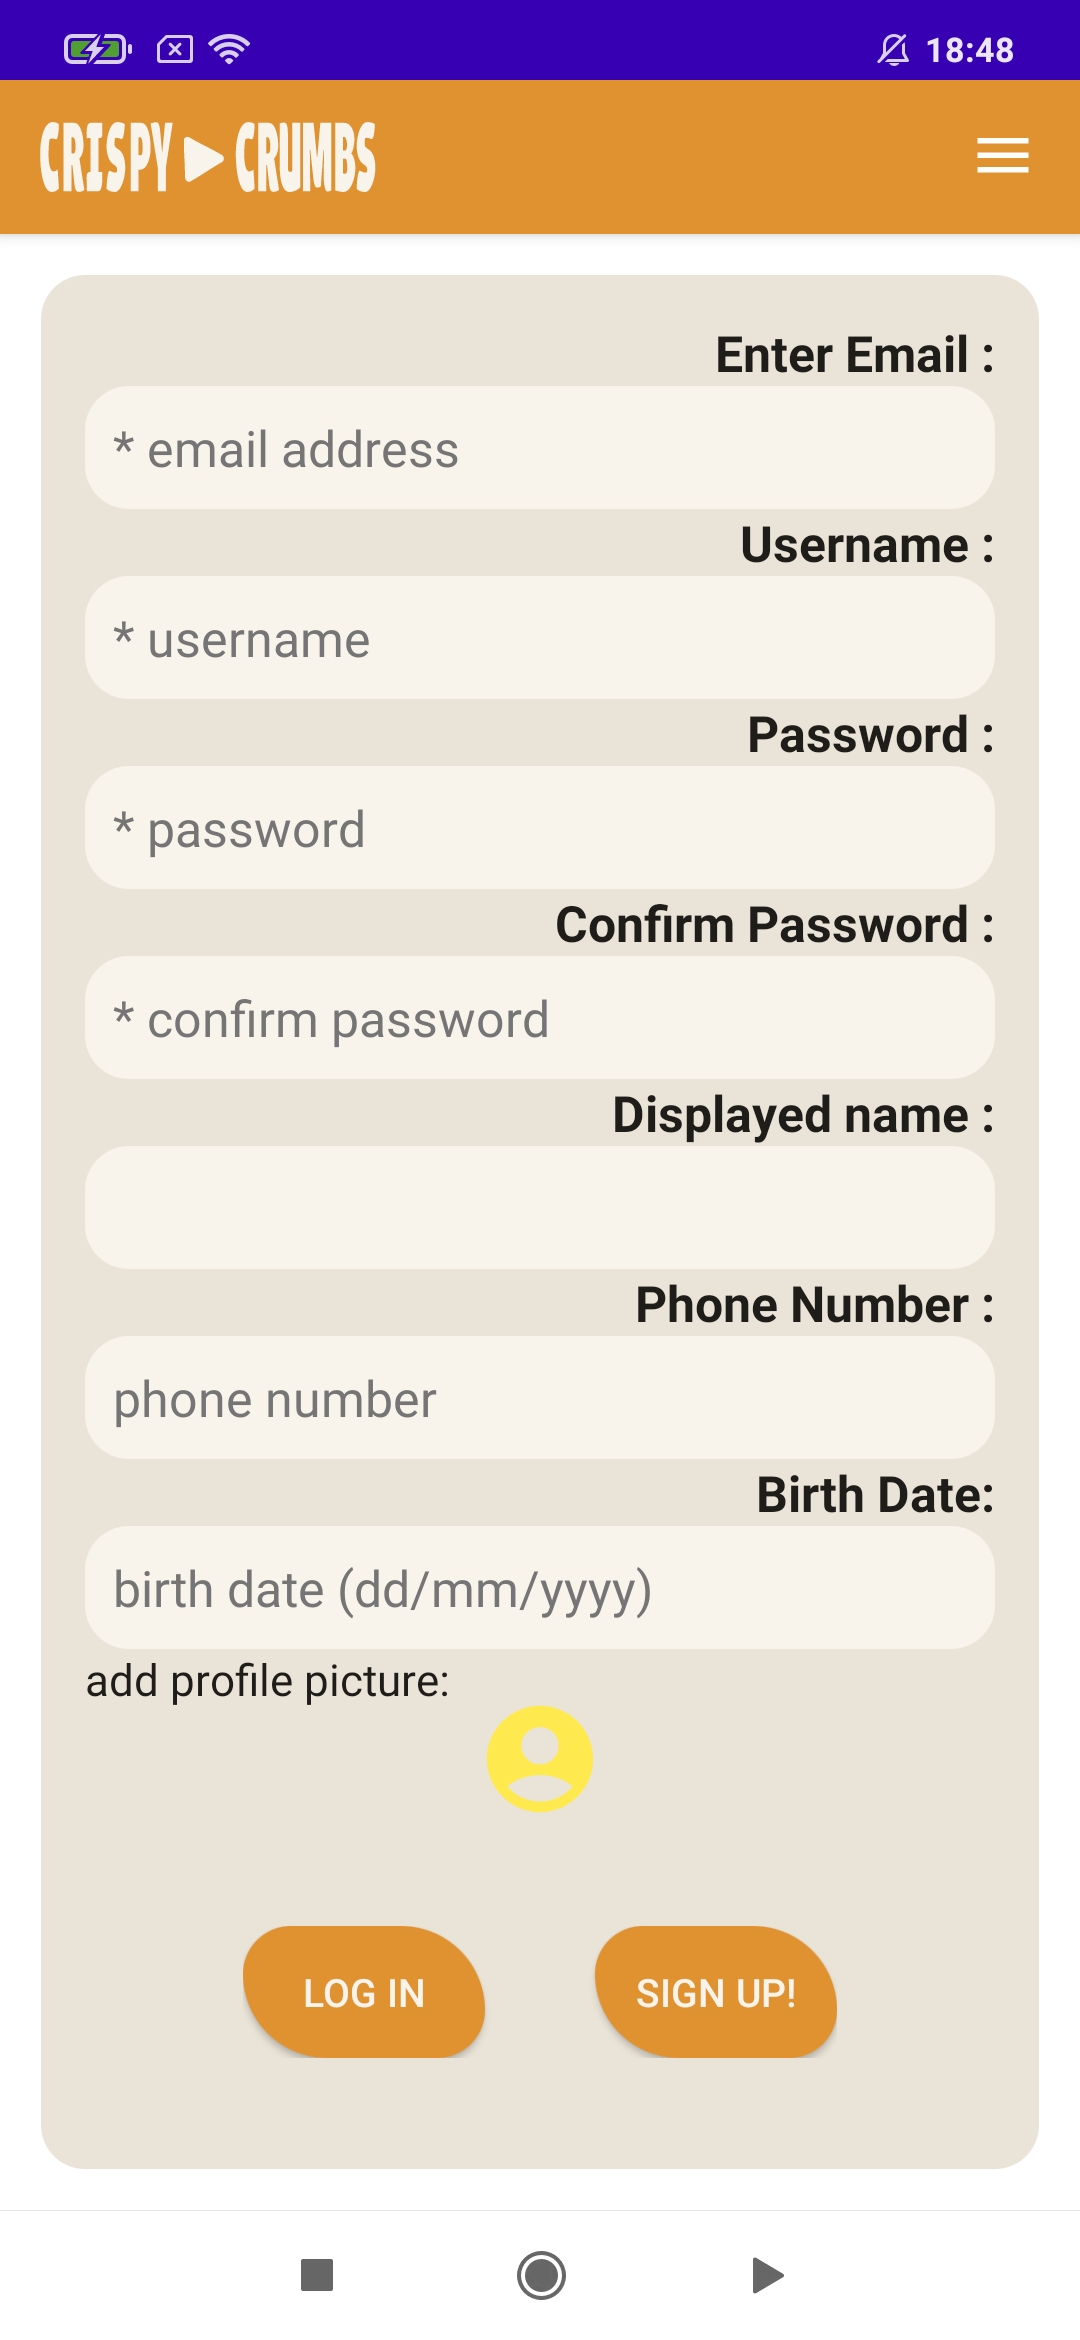 18:48
CRISPY CRUMBS
Enter Email :
* email address
Username :
* username
Password :
* password
Confirm Password :
* confirm password
Displayed name :
Phone Number :
phone number
Birth Date:
birth date (dd/mm/yyyy)
add profile picture:
LOG IN
SIGN UP!